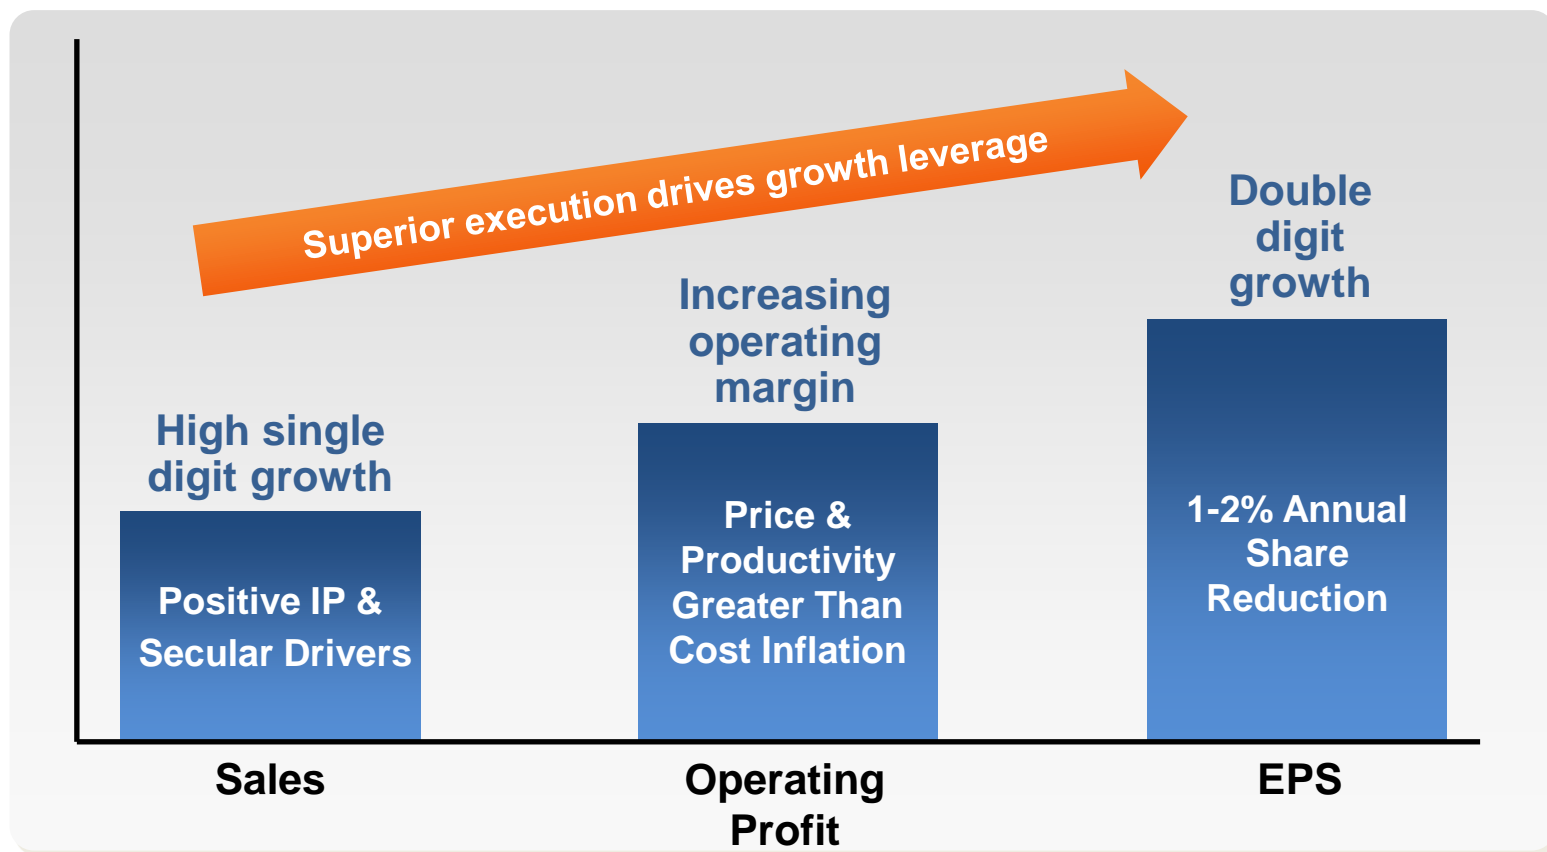 Superior execution drives growth leverage
High single
digit growth
Positive IP &
Secular Drivers
Sales
Increasing
operating
margin
Price &
Productivity
Greater Than
Cost Inflation
Operating
Profit
Double
digit
growth
1-2% Annual
Share
Reduction
EPS